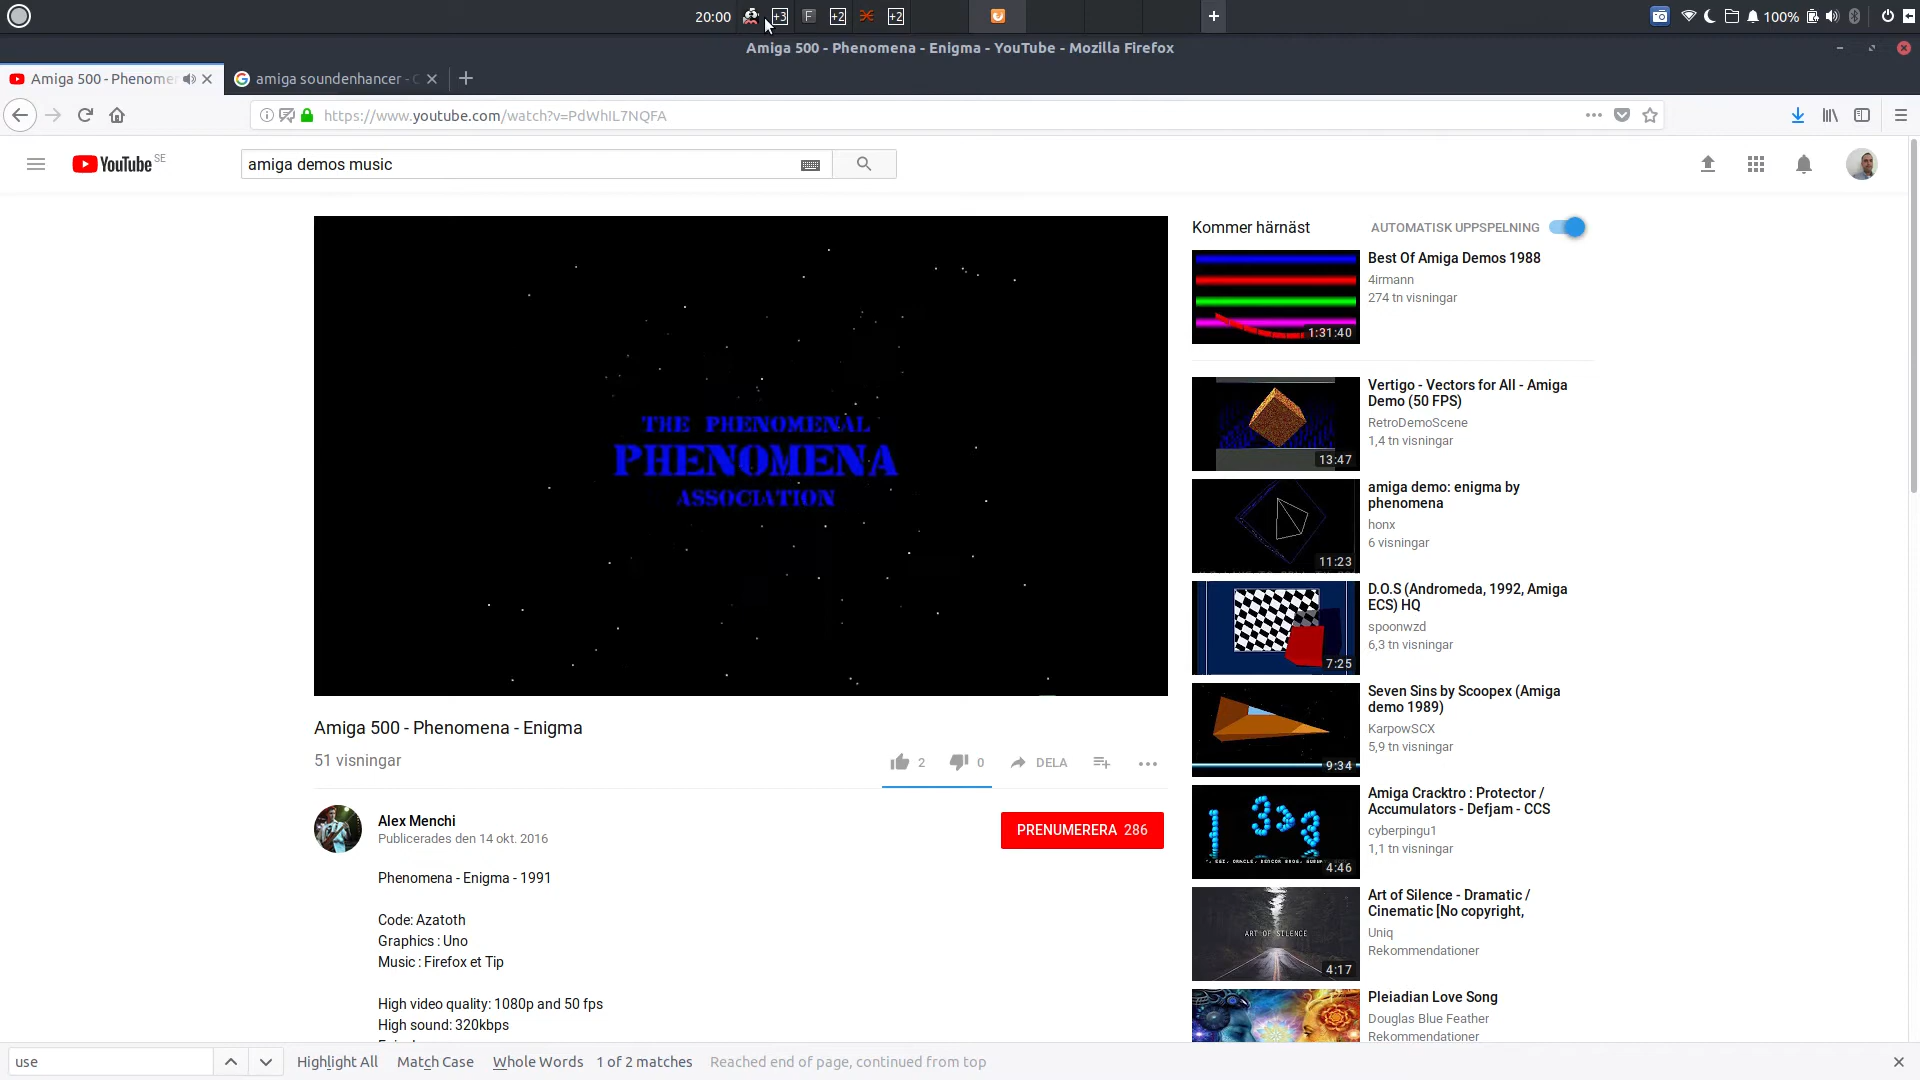 20:00 +3 F +2 +2 + 100%
Amiga 500 - Phenomena - Enigma - YouTube - Mozilla Firefox
Amiga 500 - Phenomen
amiga soundenhancer -
https://www.youtube.com/watch?v=PdWhIL7NQFA
YouTube SE
amiga demos music
THE PHENOMENAL
PHENOMENA
ASSOCIATION
Amiga 500 - Phenomena - Enigma
51 visningar
2 0 DELA
Alex Menchi
Publicerades den 14 okt. 2016
PRENUMERERA 286
Phenomena - Enigma - 1991
Code: Azatoth
Graphics : Uno
Music : Firefox et Tip
High video quality: 1080p and 50 fps
High sound: 320kbps
Kommer härnäst AUTOMATISK UPPSPELNING
Best Of Amiga Demos 1988
4irmann
274 tn visningar
1:31:40
Vertigo - Vectors for All - Amiga
Demo (50 FPS)
RetroDemoScene
1,4 tn visningar
13:47
amiga demo: enigma by
phenomena
honx
6 visningar
11:23
D.O.S (Andromeda, 1992, Amiga
ECS) HQ
spoonwzd
6,3 tn visningar
7:25
Seven Sins by Scoopex (Amiga
demo 1989)
KarpowSCX
5,9 tn visningar
9:34
Amiga Cracktro : Protector /
Accumulators - Defjam - CCS
cyberpingu1
1,1 tn visningar
4:46
Art of Silence - Dramatic /
Cinematic [No copyright,
Uniq
Rekommendationer
ART OF SILENCE
4:17
Pleiadian Love Song
Douglas Blue Feather
Rekommendationer
use
Highlight All Match Case Whole Words 1 of 2 matches Reached end of page, continued from top